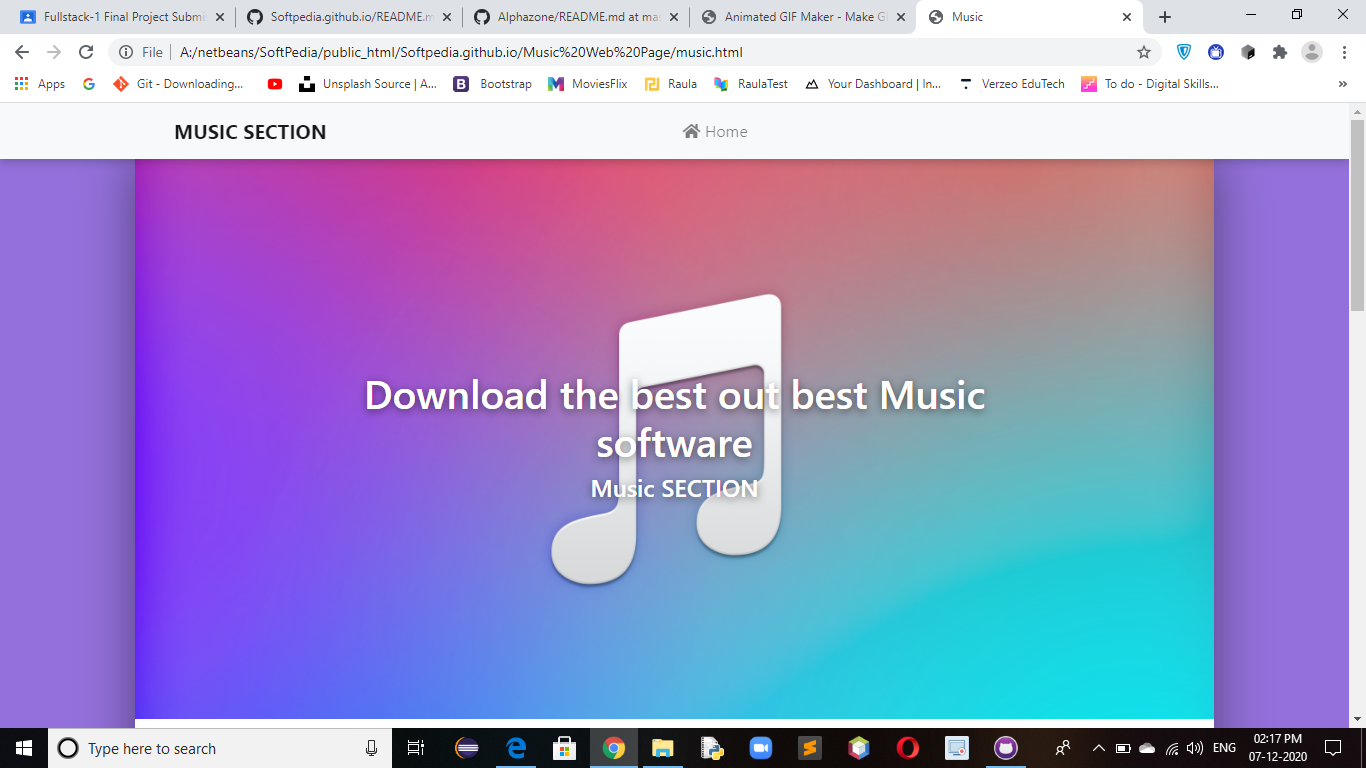 Fullstack-1 Final Project Submi
Softpedia.github.io/README.m
Alphazone/README.md at ma
Animated GIF Maker - Make G
Music
File
A:/netbeans/SoftPedia/public_html/Softpedia.github.io/Music%20Web%20Page/music.html
Apps
Git - Downloading...
Unsplash Source | A...
Bootstrap
MoviesFlix
Raula
RaulaTest
Your Dashboard | In...
Verzeo EduTech
To do - Digital Skills...
»
MUSIC SECTION
Home
Download the best out best Music
software
Music SECTION
Type here to search
ENG
02:17 PM
07-12-2020